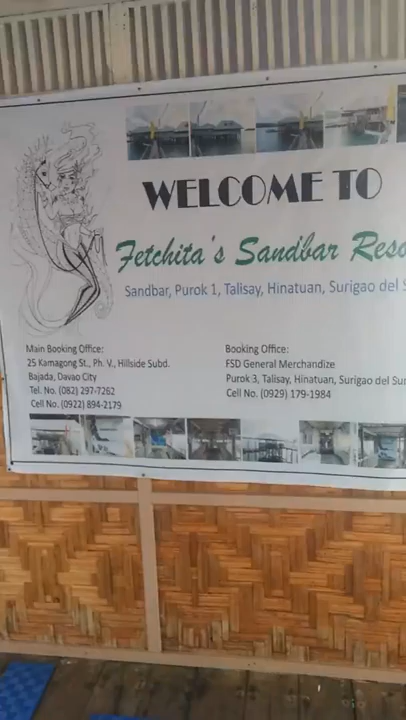 WELCOME TO
Fetchita's Sandbar Reso
Sandbar, Purok 1, Talisay, Hinatuan, Surigao del S
Main Booking Office:
25 Kamagong St., Ph. V., Hillside Subd.
Bajada, Davao City
Tel. No. (082) 297-7262
Cell No. (0922) 894-2179
Booking Office:
FSD General Merchandize
Purok 3, Talisay, Hinatuan, Surigao del Sur
Cell No. (0929) 179-1984